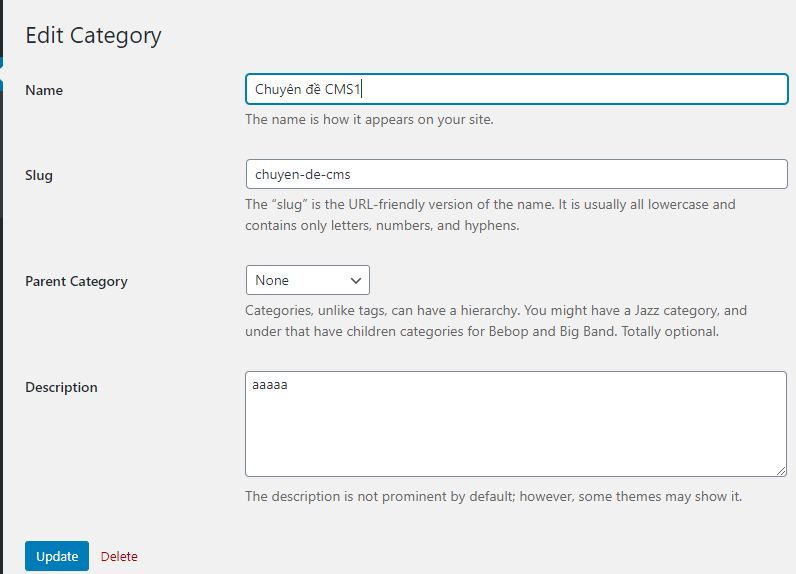 Edit Category
Name
Chuyên đề CMS1
The name is how it appears on your site.
Slug
chuyen-de-cms
The “slug” is the URL-friendly version of the name. It is usually all lowercase and
contains only letters, numbers, and hyphens.
Parent Category
None
Categories, unlike tags, can have a hierarchy. You might have a Jazz category, and
under that have children categories for Bebop and Big Band. Totally optional.
Description
aaaaa
The description is not prominent by default; however, some themes may show it.
Update Delete